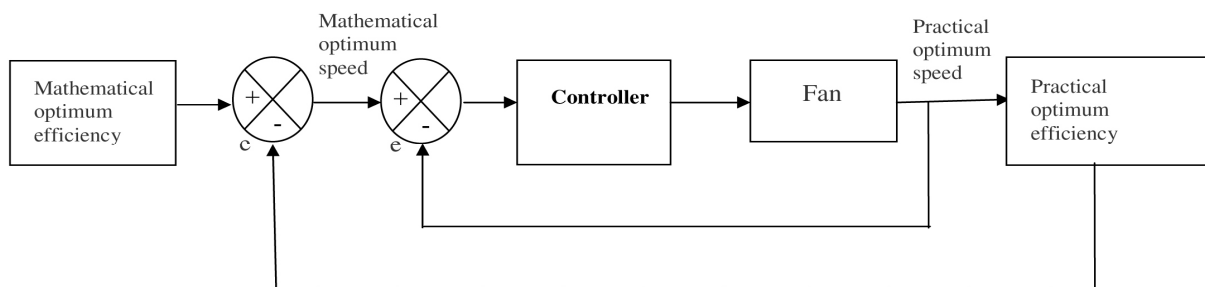 Mathematical
optimum
efficiency
+
-
c
Mathematical
optimum
speed
+
-
e
Controller
Fan
Practical
optimum
speed
Practical
optimum
efficiency